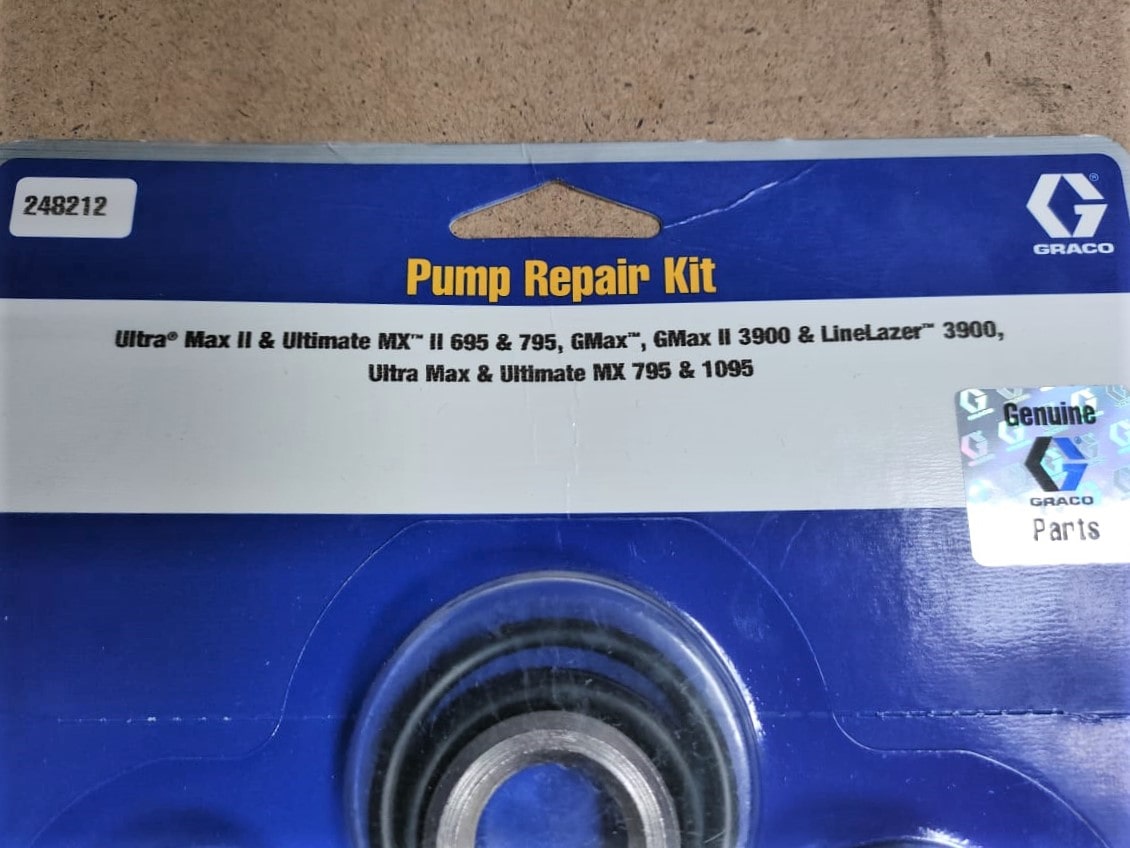 248212
GRACO
Pump Repair Kit
Ultra® Max II & Ultimate MX™ II 695 & 795, GMax™, GMax II 3900 & LineLazer™ 3900,
Ultra Max & Ultimate MX 795 & 1095
Genuine
GRACO
Parts